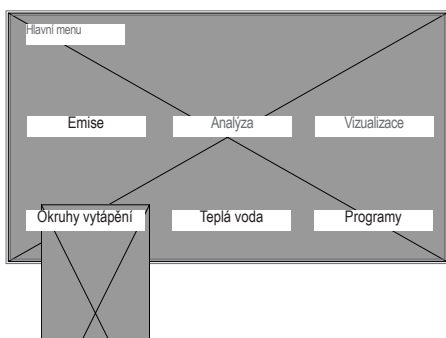 Hlavní menu
Emise Analýza Vizualizace
Okruhy vytápění Teplá voda Programy